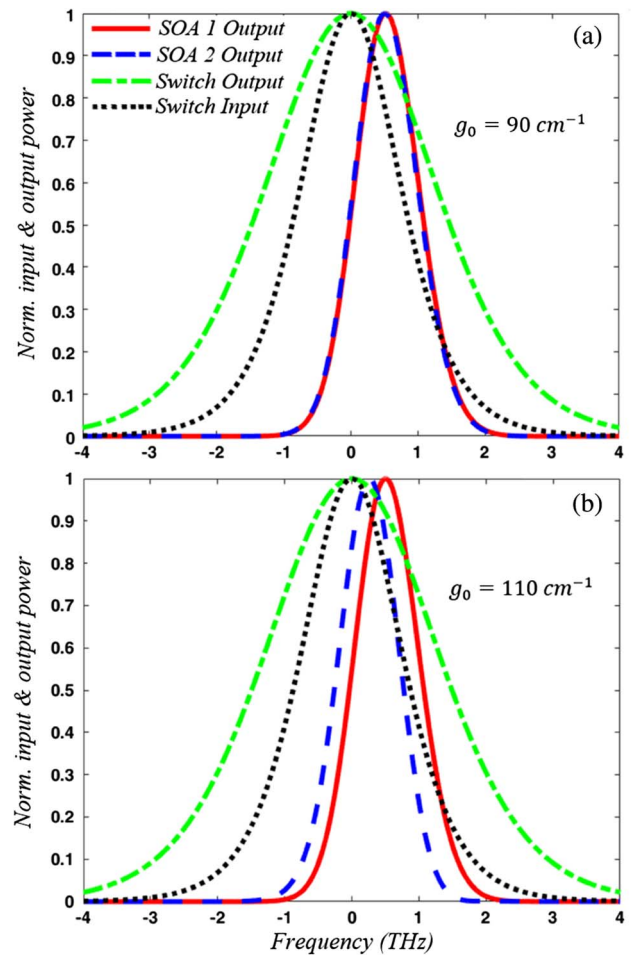 1
SOA 1 Output
(a)
0.9
SOA 2 Output
0.8
Switch Output
Switch Input
0.7
g₀ = 90 cm⁻¹
0.6
0.5
0.4
0.3
0.2
0.1
0
Norm. input & output power
-4 -3 -2 -1 0 1 2 3 4
1
(b)
0.9
0.8
0.7
g₀ = 110 cm⁻¹
0.6
0.5
0.4
0.3
0.2
0.1
0
Norm. input & output power
-4 -3 -2 -1 0 1 2 3 4
Frequency (THz)